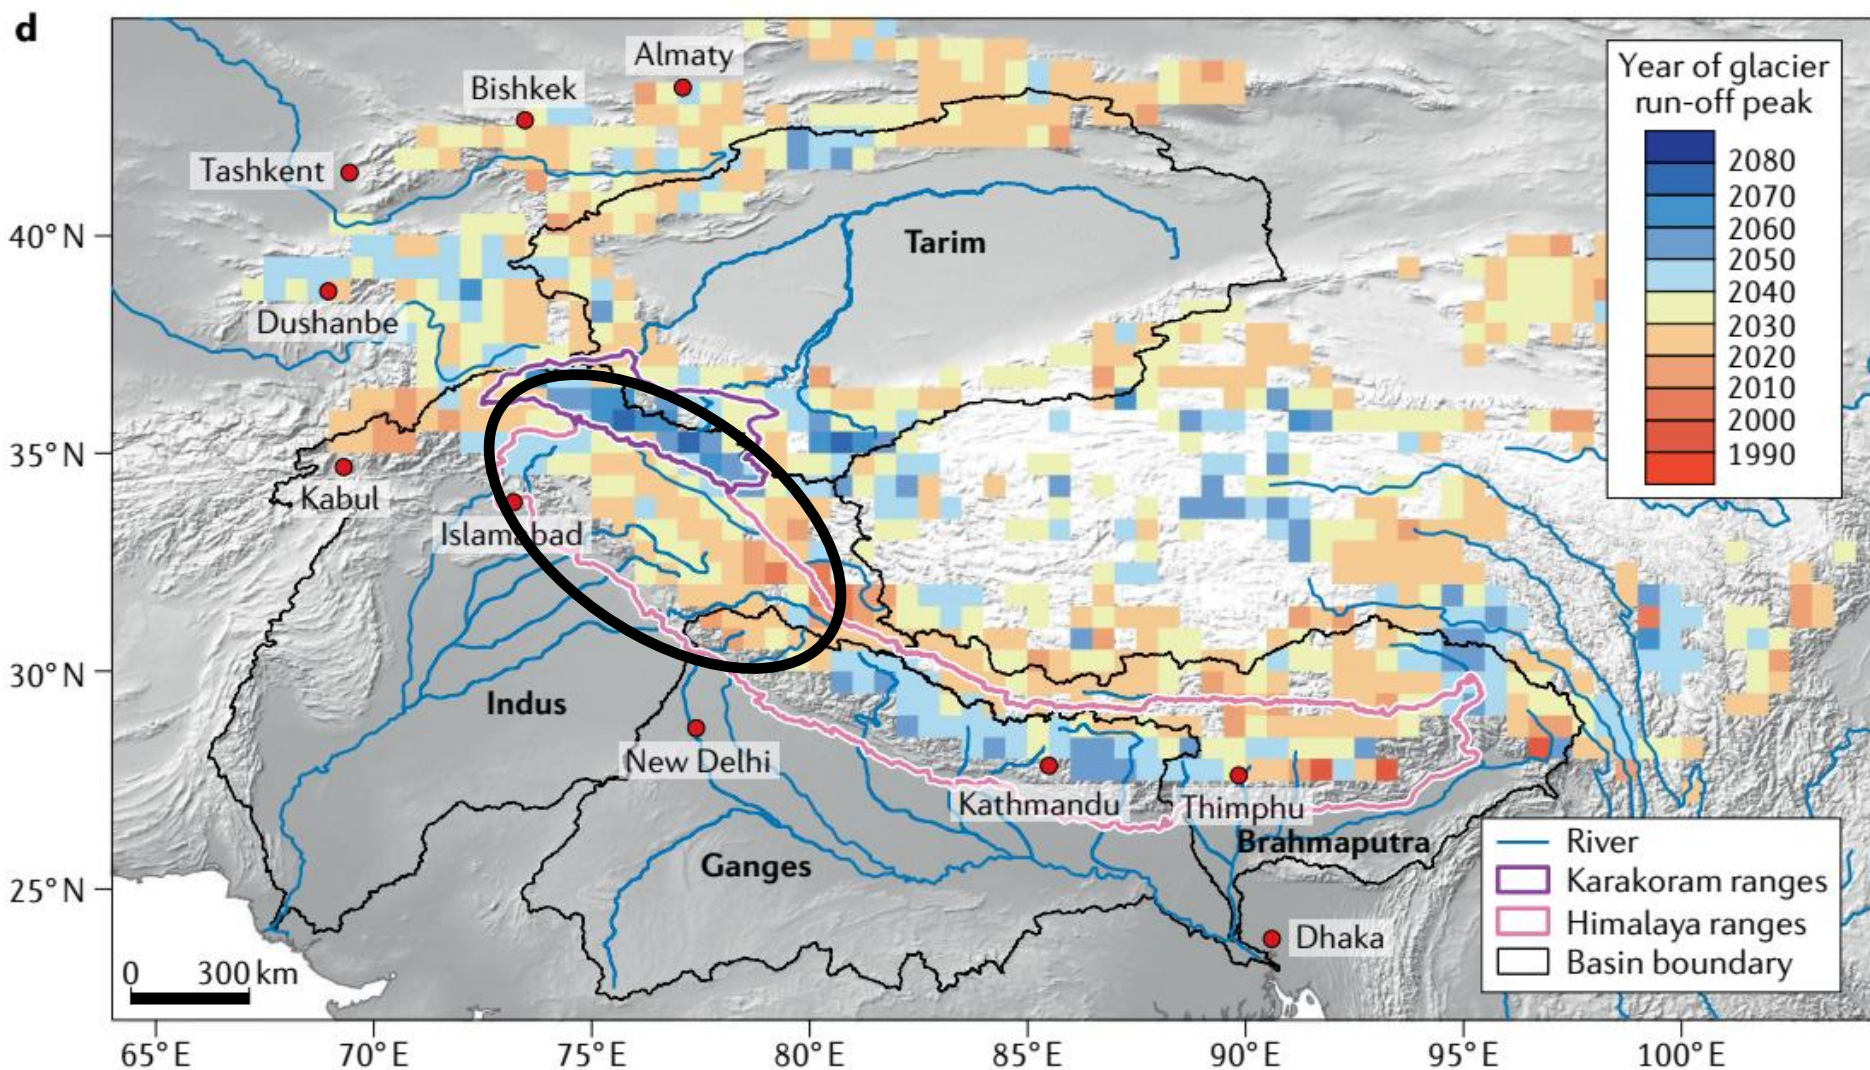 d
Almaty
Bishkek
Tashkent
Dushanbe
Tarim
Kabul
Islamabad
Indus
New Delhi
Kathmandu
Thimphu
Brahmaputra
Ganges
Dhaka
40° N
35° N
30° N
25° N
0 300 km
65° E 70° E 75° E 80° E 85° E 90° E 95° E 100° E
Year of glacier
run-off peak
2080
2070
2060
2050
2040
2030
2020
2010
2000
1990
River
Karakoram ranges
Himalaya ranges
Basin boundary